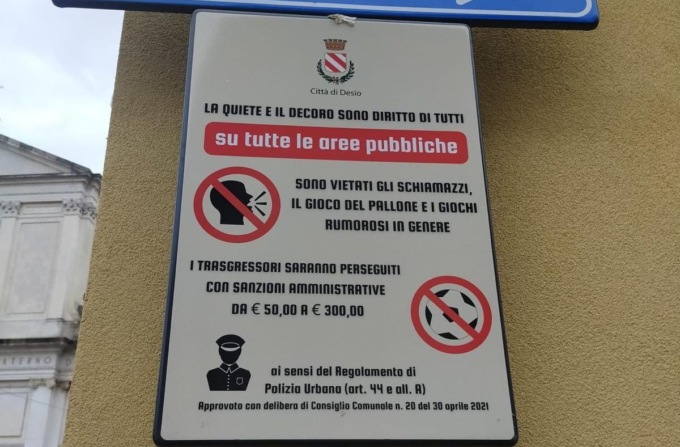 Città di Desio
LA QUIETE E IL DECORO SONO DIRITTO DI TUTTI
su tutte le aree pubbliche
SONO VIETATI GLI SCHIAMAZZI,
IL GIOCO DEL PALLONE E I GIOCHI
RUMOROSI IN GENERE
I TRASGRESSORI SARANNO PERSEGUITI
CON SANZIONI AMMINISTRATIVE
DA € 50,00 A € 300,00
ai sensi del Regolamento di
Polizia Urbana (art. 44 e all. A)
Approvato con delibera di Consiglio Comunale n. 20 del 30 aprile 2021